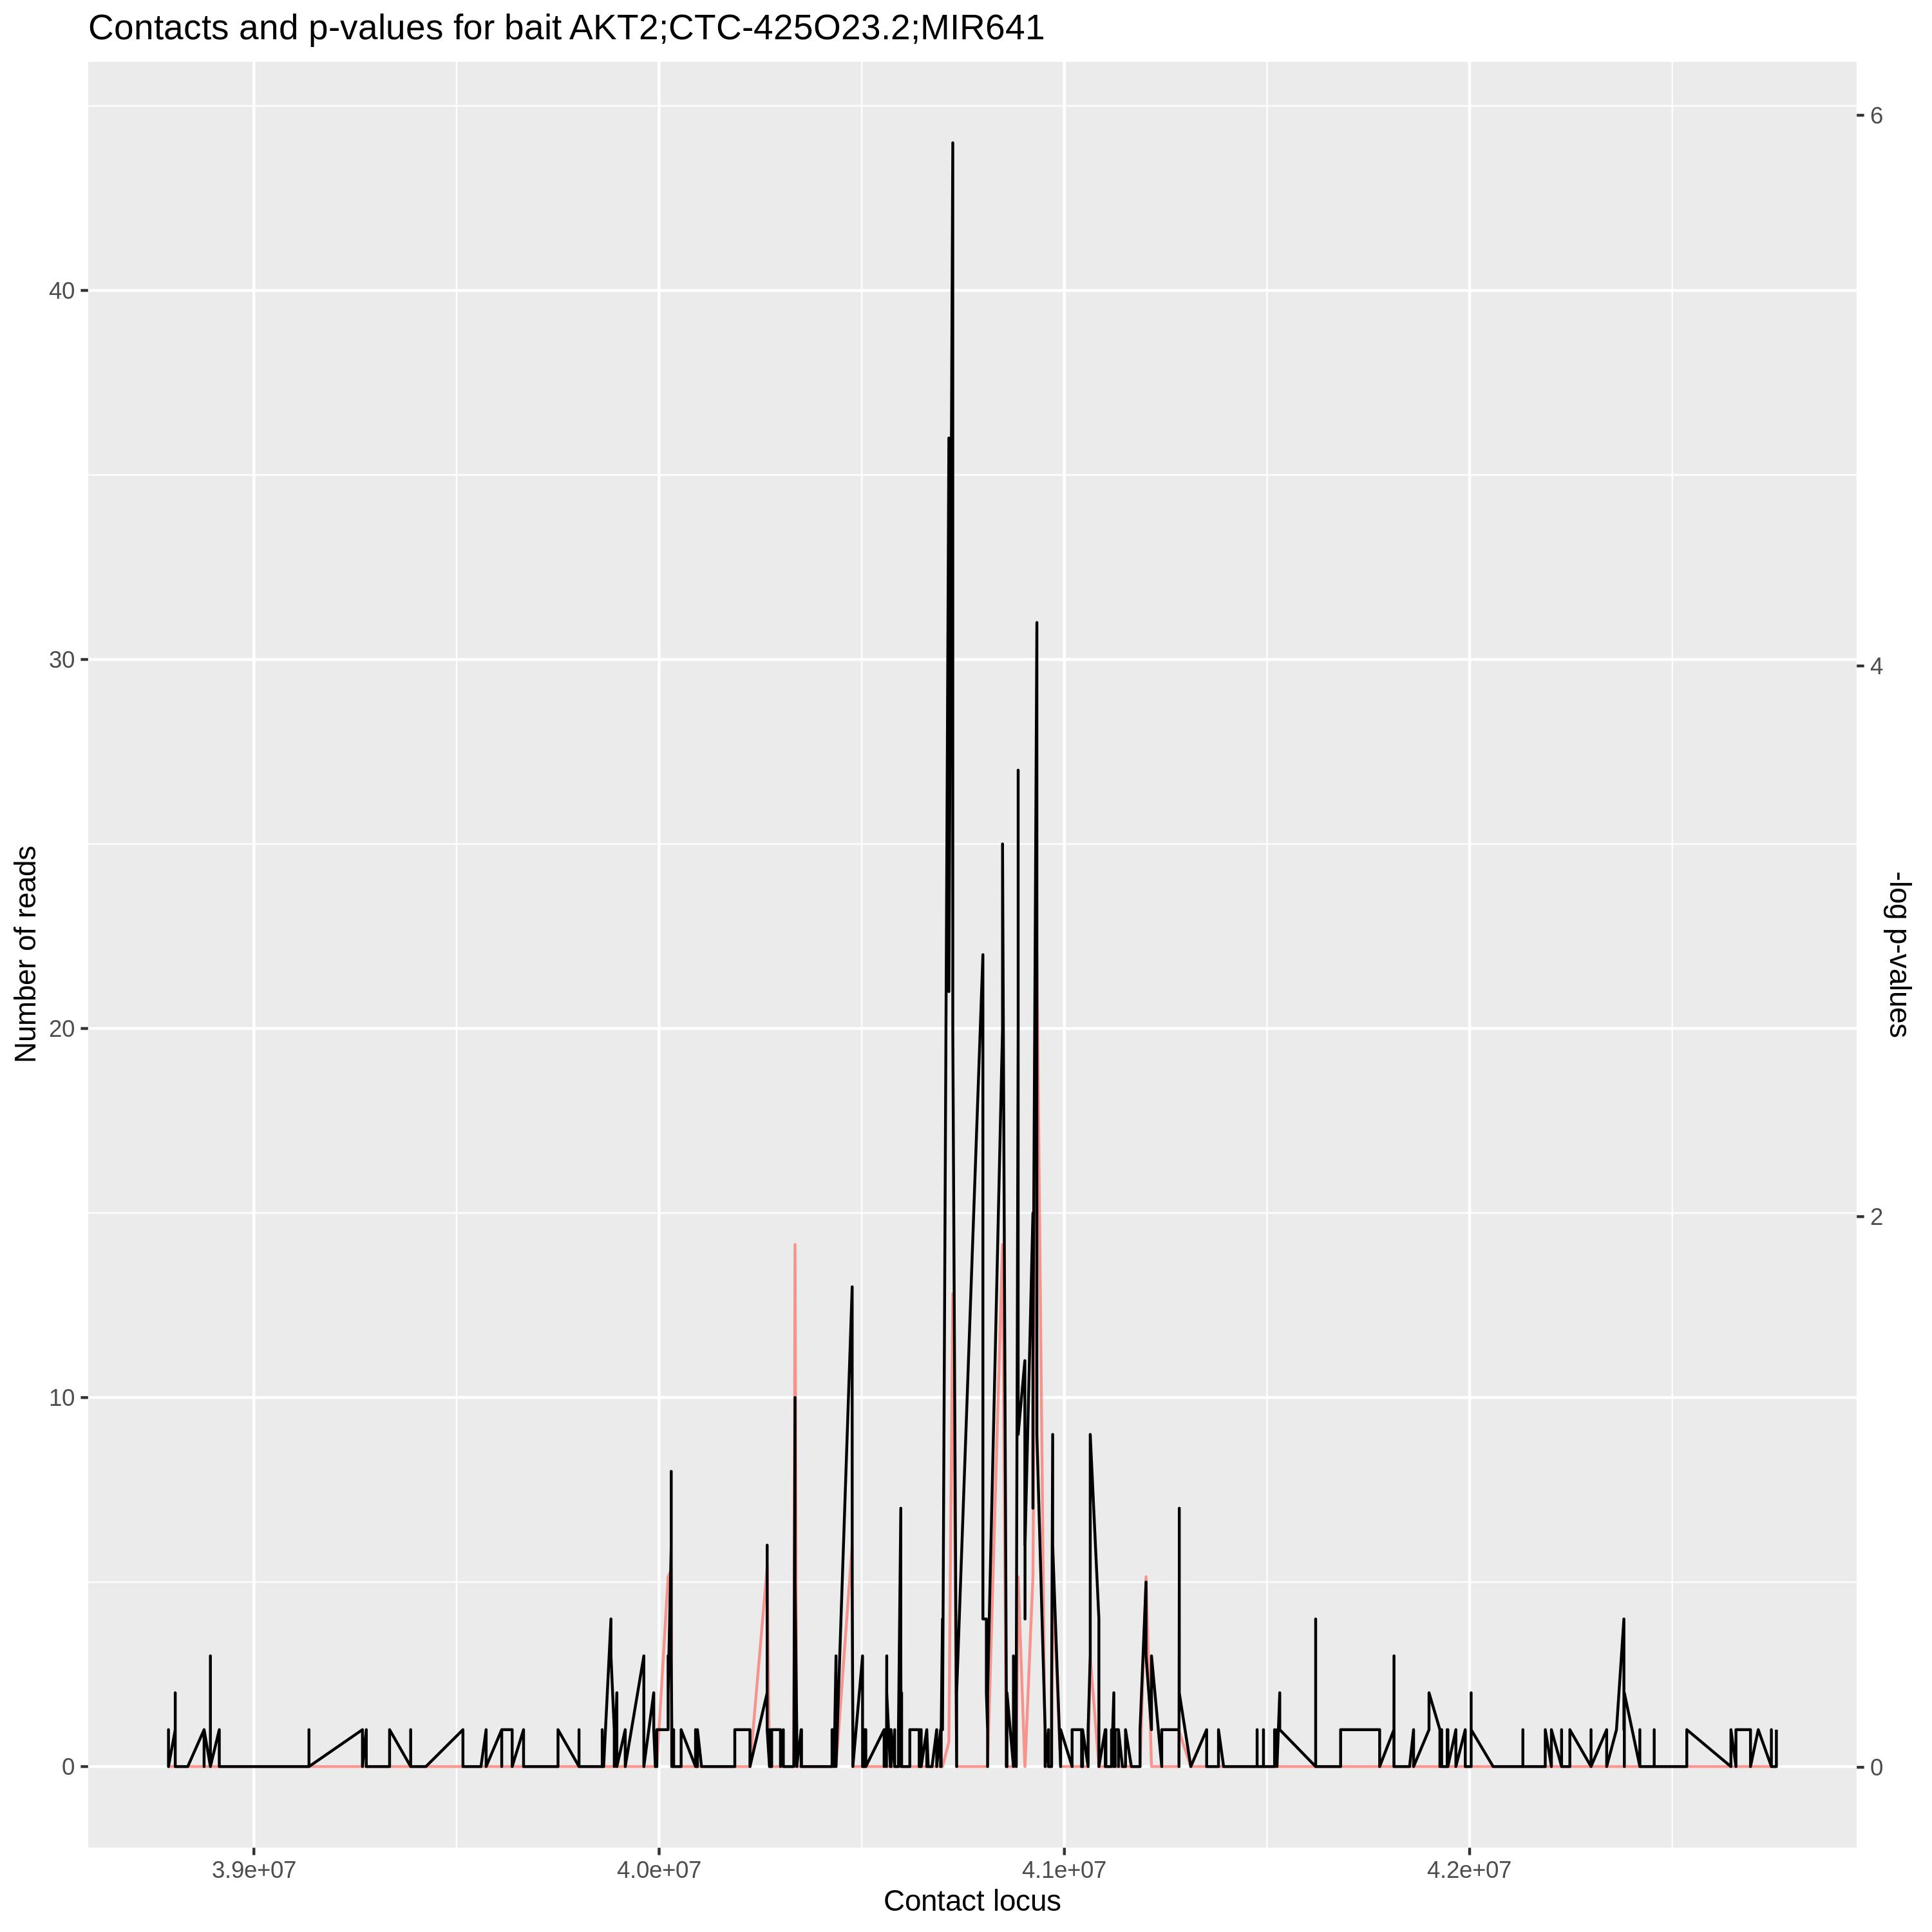 Contacts and p-values for bait AKT2;CTC-425O23.2;MIR641
Number of reads
40
30
20
10
0
6
4
2
0
-log p-values
3.9e+07
4.0e+07
4.1e+07
4.2e+07
Contact locus